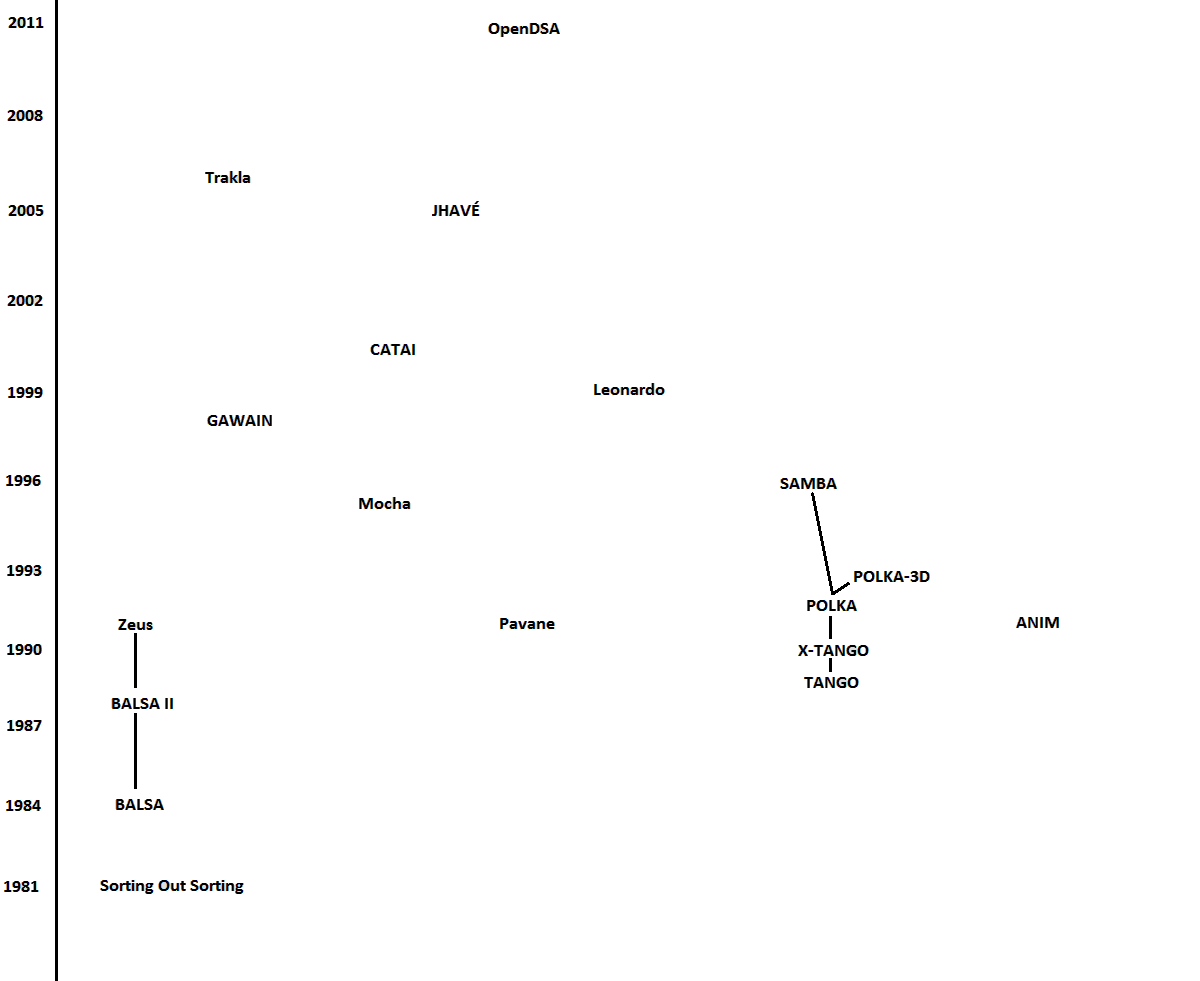 2011
OpenDSA
2008
Trakla
2005
JHAVÉ
2002
CATAI
1999
Leonardo
GAWAIN
1996
SAMBA
Mocha
1993
POLKA-3D
POLKA
Zeus
Pavane
ANIM
1990
X-TANGO
TANGO
BALSA II
1987
BALSA
1984
1981
Sorting Out Sorting